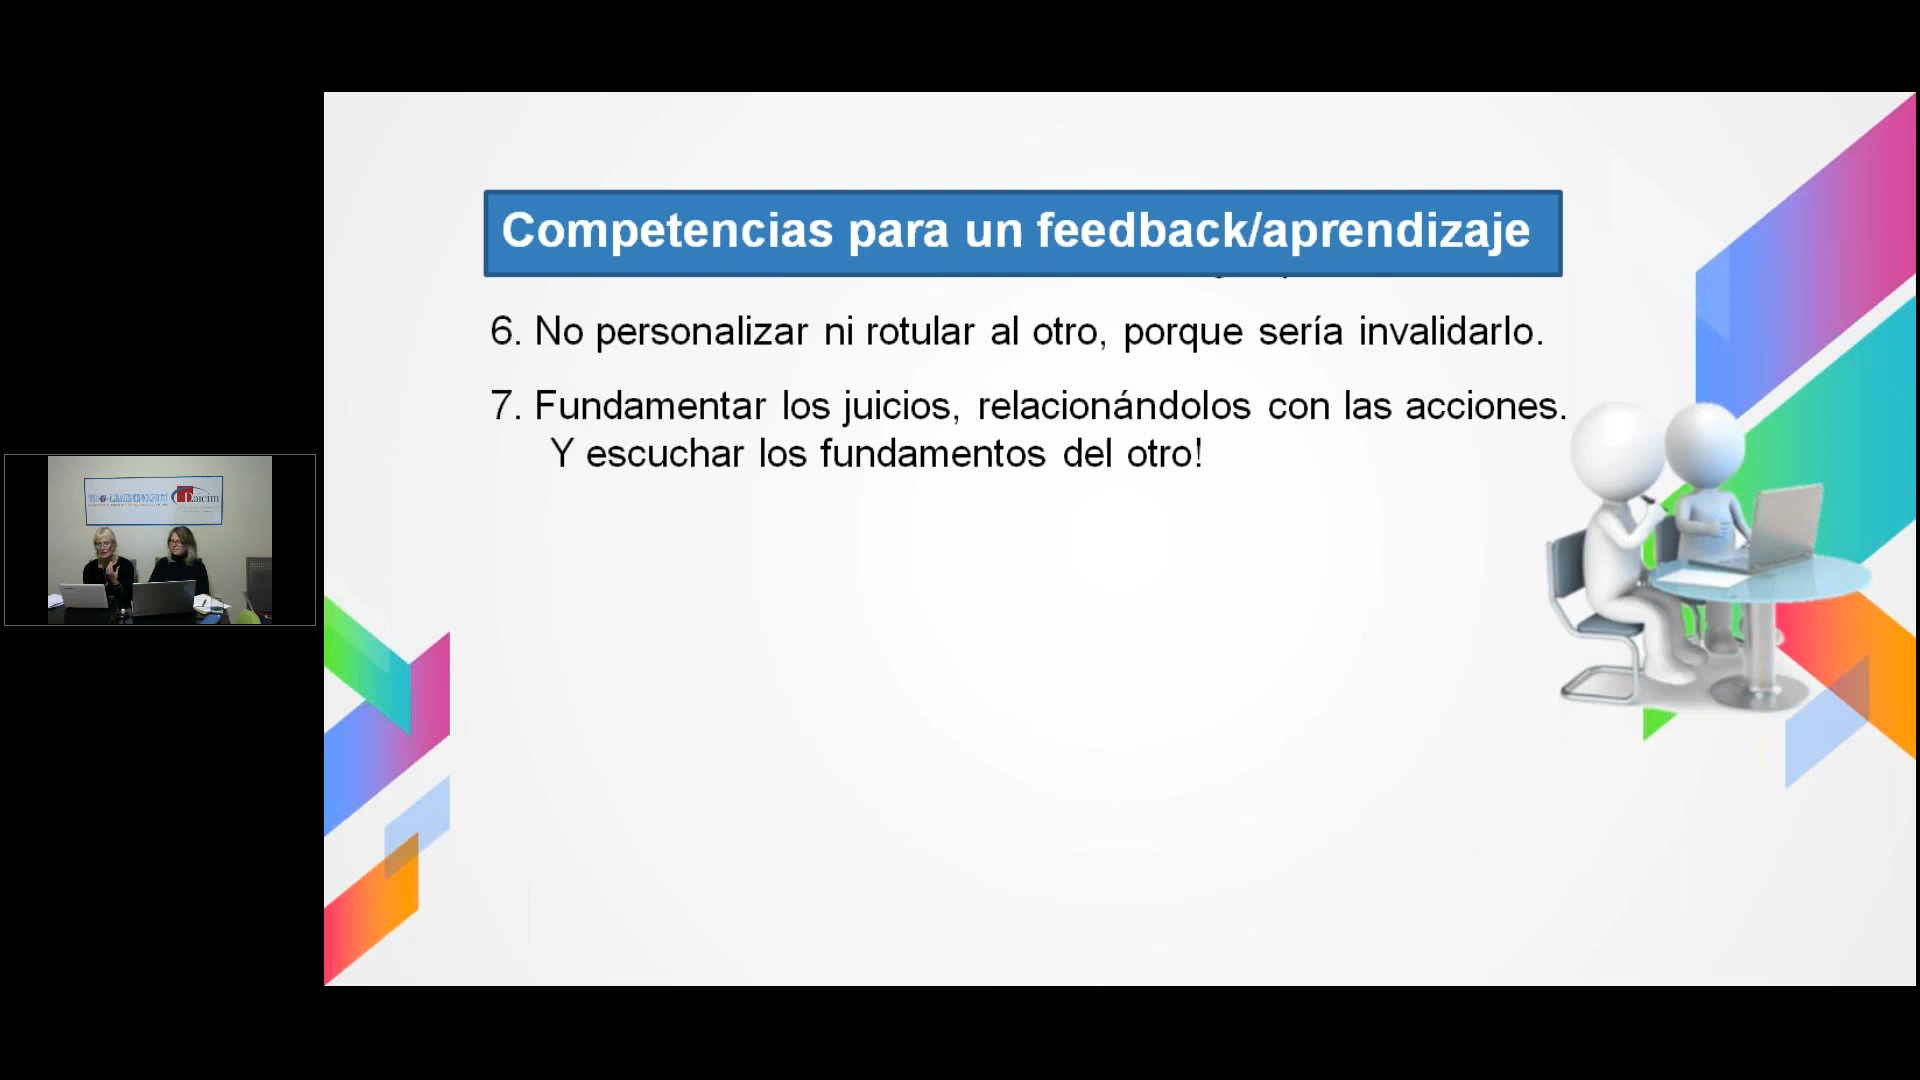 Competencias para un feedback/aprendizaje
6. No personalizar ni rotular al otro, porque sería invalidarlo.
7. Fundamentar los juicios, relacionándolos con las acciones.
Y escuchar los fundamentos del otro!
Daicim